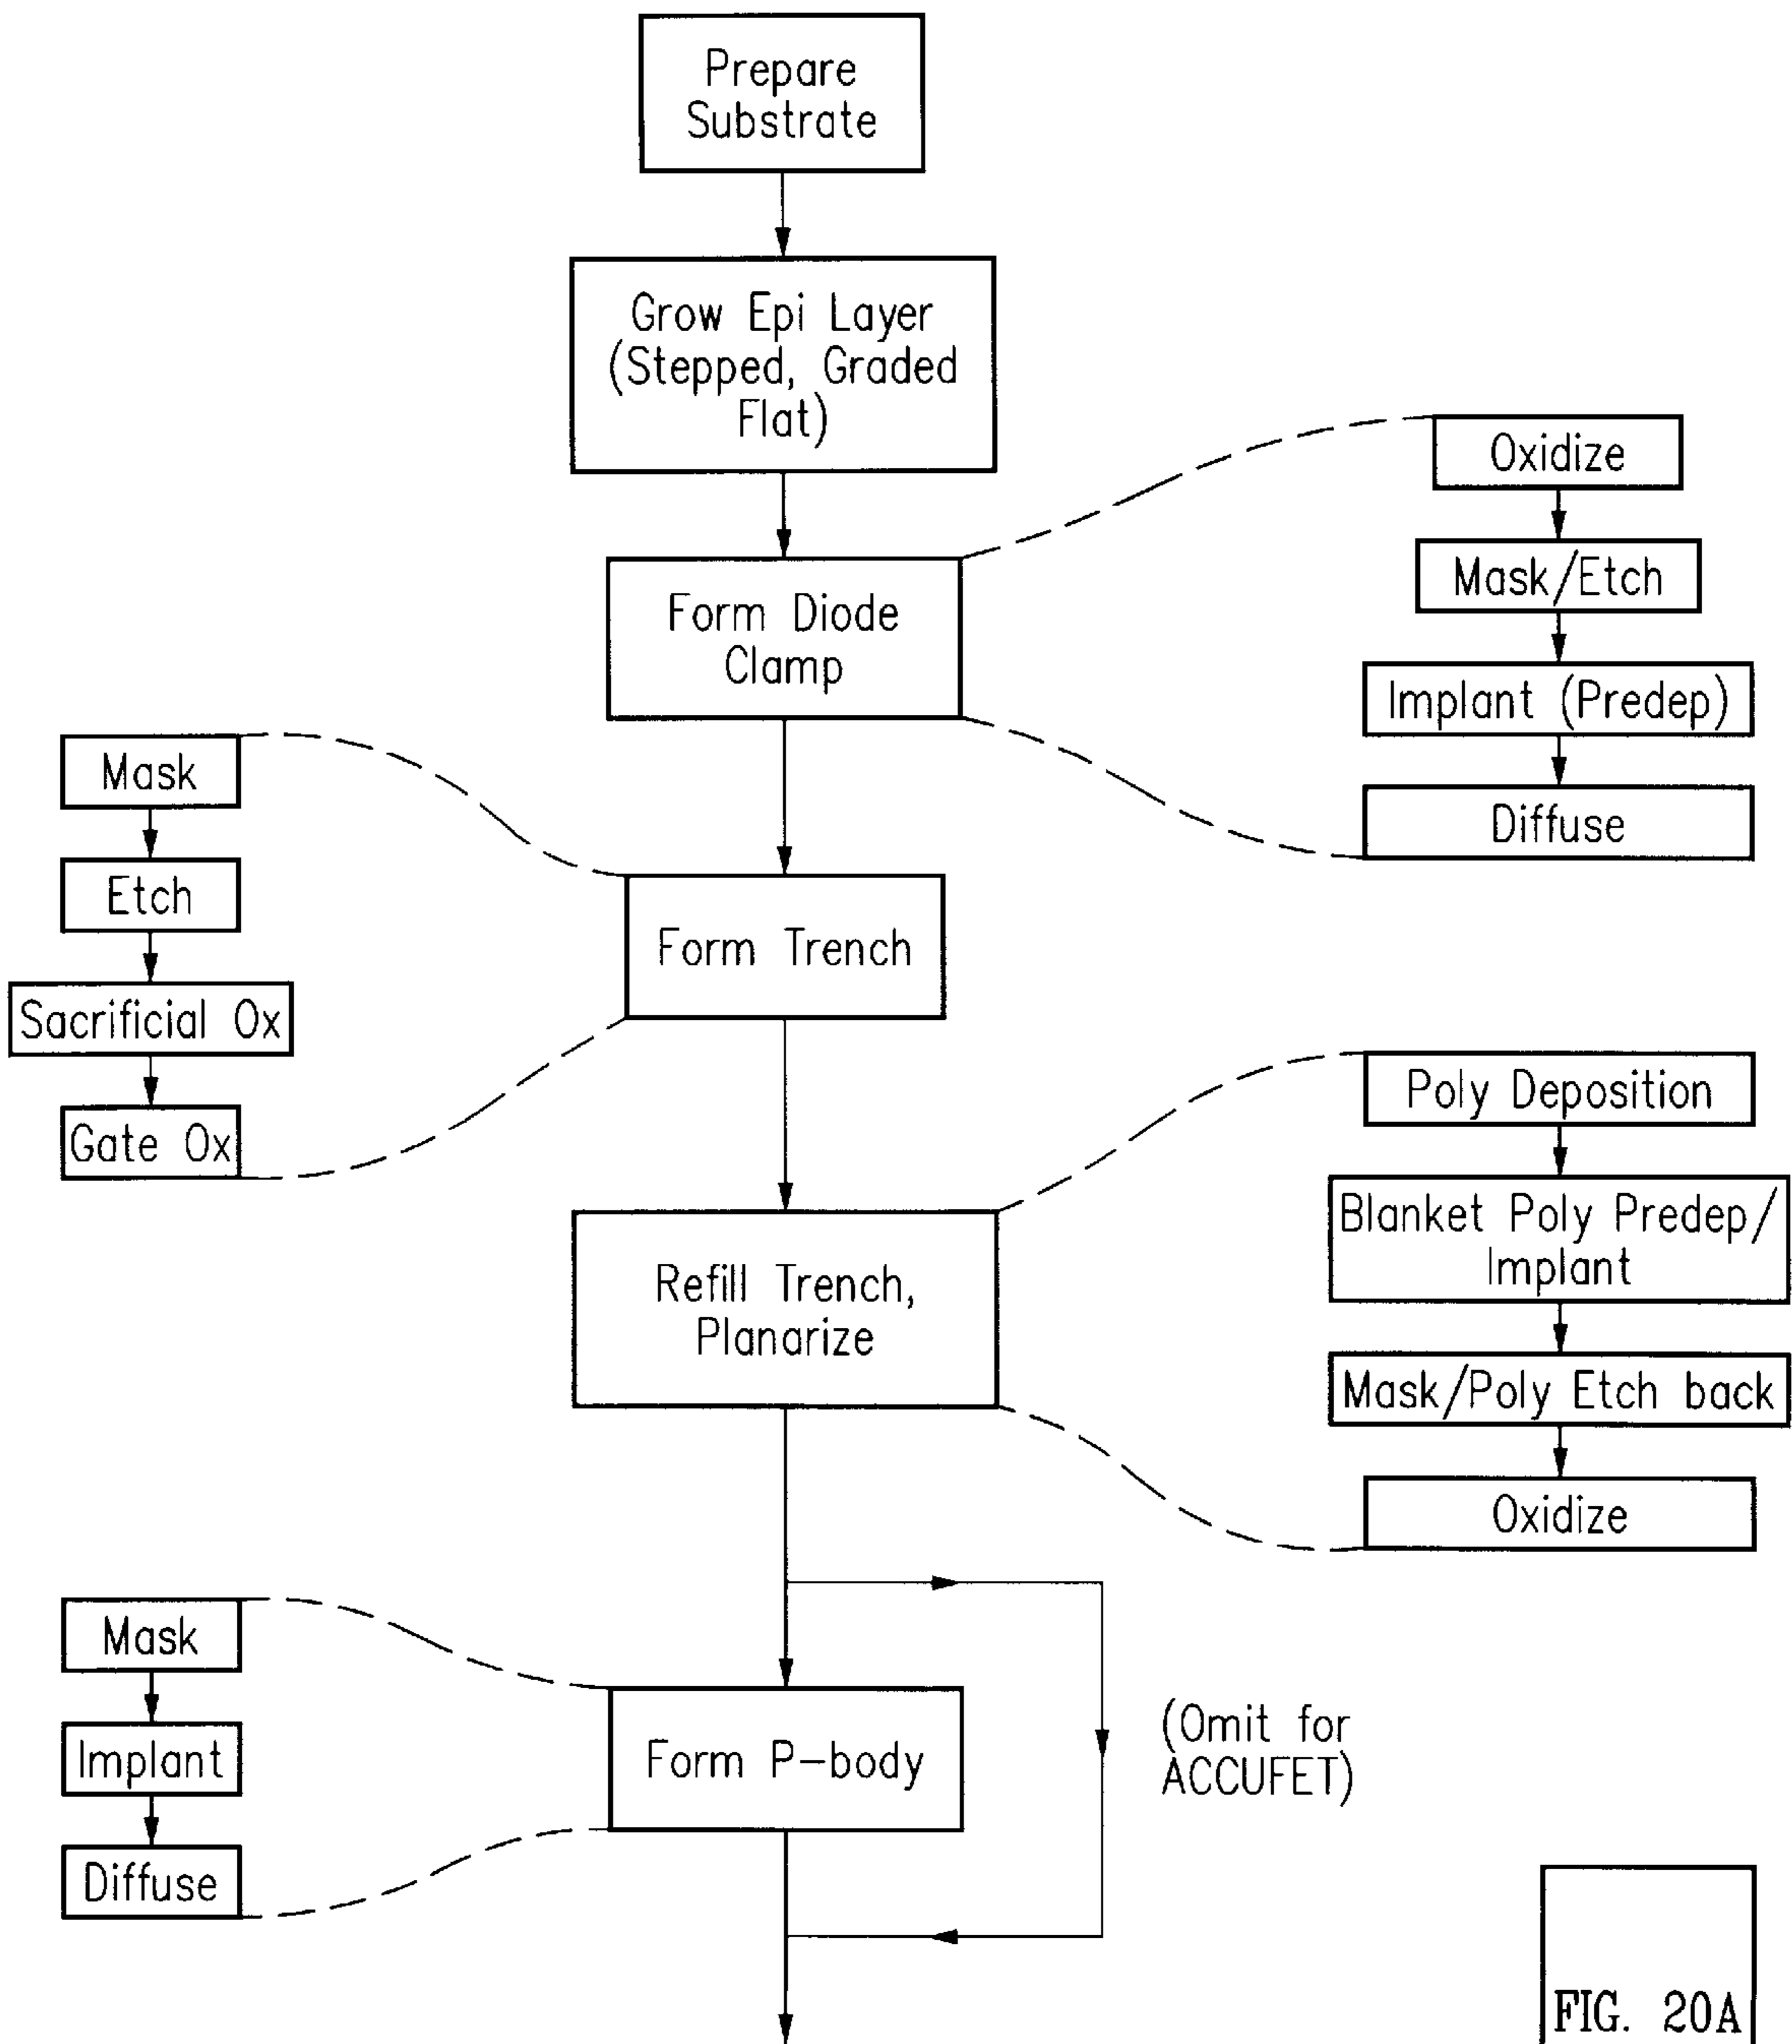 Prepare
Substrate
Grow Epi Layer
(Stepped, Graded
Flat)
Form Diode
Clamp
Oxidize
Mask/Etch
Implant (Predep)
Diffuse
Mask
Etch
Sacrificial Ox
Gate Ox
Form Trench
Refill Trench,
Planarize
Poly Deposition
Blanket Poly Predep/
Implant
Mask/Poly Etch back
Oxidize
Mask
Implant
Diffuse
Form P-body
(Omit for
ACCUFET)
FIG. 20A